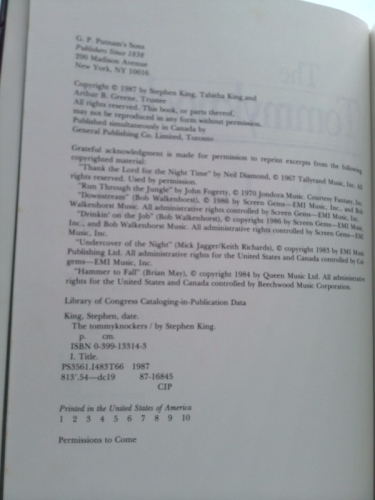 G. P. Putnam's Sons
Publishers Since 1838
200 Madison Avenue
New York, NY 10016
Copyright © 1987 by Stephen King, Tabitha King and
Arthur B. Greene, Trustee
All rights reserved. This book, or parts thereof,
may not be reproduced in any form without permission.
Published simultaneously in Canada by
General Publishing Co. Limited, Toronto
Grateful acknowledgment is made for permission to reprint excerpts from the following
copyrighted material:
"Thank the Lord for the Night Time" by Neil Diamond, © 1967 Tallyrand Music, Inc. All
rights reserved. Used by permission.
"Run Through the Jungle" by John Fogerty, © 1970 Jondora Music. Courtesy Fantasy, Inc.
"Downstream" (Bob Walkenhorst), © 1986 by Screen Gems—EMI Music, Inc., and Bob
Walkenhorst Music. All administrative rights controlled by Screen Gems—EMI
"Drinkin' on the Job" (Bob Walkenhorst), copyright © 1986 by Screen Gems—EMI Music,
Inc., and Bob Walkenhorst Music. All administrative rights controlled by Screen Gems—EMI
Music, Inc.
"Undercover of the Night" (Mick Jagger/Keith Richards), © copyright 1983 by EMI Music
Publishing Ltd. All administrative rights for the United States and Canada controlled by
gems—EMI Music, Inc.
"Hammer to Fall" (Brian May), © copyright 1984 by Queen Music Ltd. All administrative
rights for the United States and Canada controlled by Beechwood Music Corporation.
Library of Congress Cataloging-in-Publication Data
King, Stephen, date.
The tommyknockers / by Stephen King.
p. cm.
ISBN 0-399-13314-3
I. Title.
PS3561.I483T66 1987
813'.54—dc19 87-16845
CIP
Printed in the United States of America
1 2 3 4 5 6 7 8 9 10
Permissions to Come